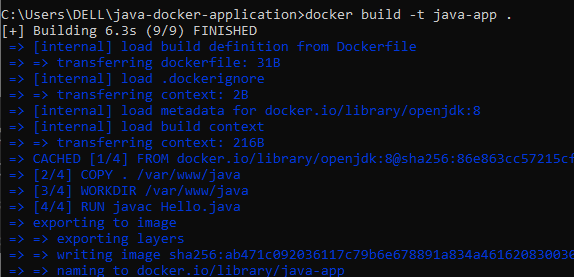 C:\Users\DELL\java-docker-application>docker build -t java-app .
[+] Building 6.3s (9/9) FINISHED
=> [internal] load build definition from Dockerfile
=> => transferring dockerfile: 31B
=> [internal] load .dockerignore
=> => transferring context: 2B
=> [internal] load metadata for docker.io/library/openjdk:8
=> [internal] load build context
=> => transferring context: 216B
=> CACHED [1/4] FROM docker.io/library/openjdk:8@sha256:86e863cc57215cf
=> [2/4] COPY . /var/www/java
=> [3/4] WORKDIR /var/www/java
=> [4/4] RUN javac Hello.java
=> exporting to image
=> => exporting layers
=> => writing image sha256:ab471c092036117c79b6e678891a834a461620830030
=> => naming to docker.io/library/java-app